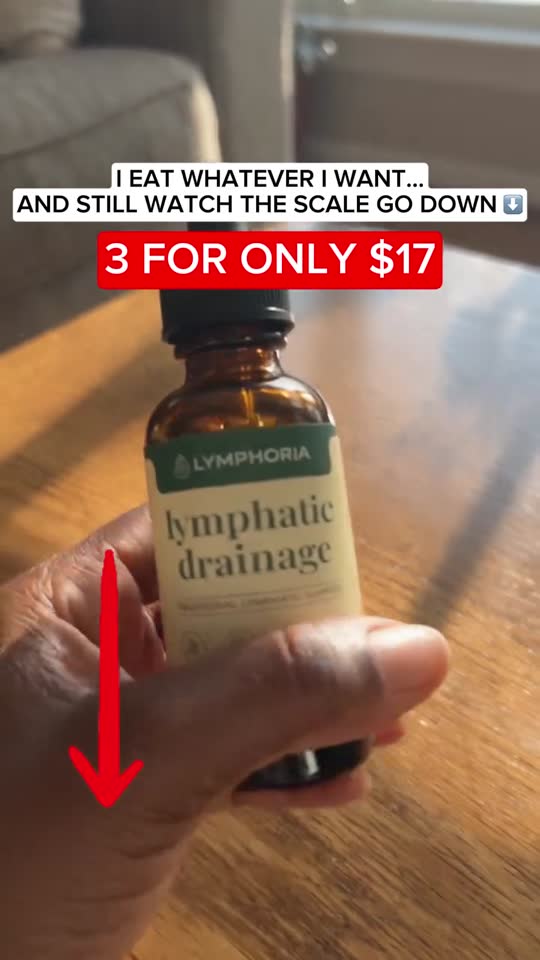 I EAT WHATEVER I WANT...
AND STILL WATCH THE SCALE GO DOWN ⬇️
3 FOR ONLY $17
LYMPHORIA
lymphatic
drainage